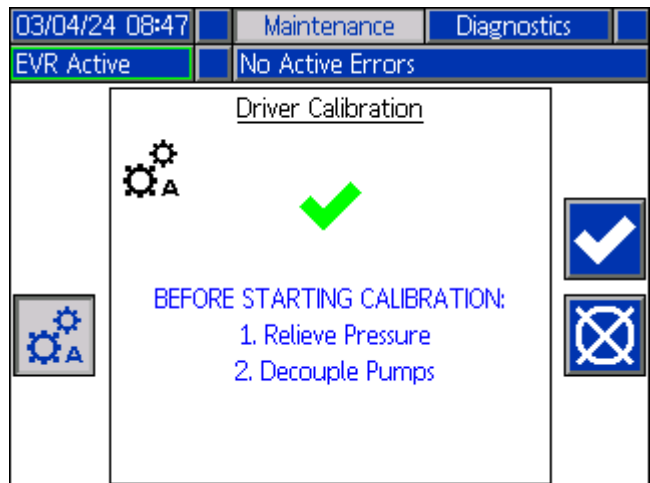 03/04/24 08:47 Maintenance Diagnostics
EVR Active No Active Errors
Driver Calibration
A
BEFORE STARTING CALIBRATION:
1. Relieve Pressure
A
2. Decouple Pumps